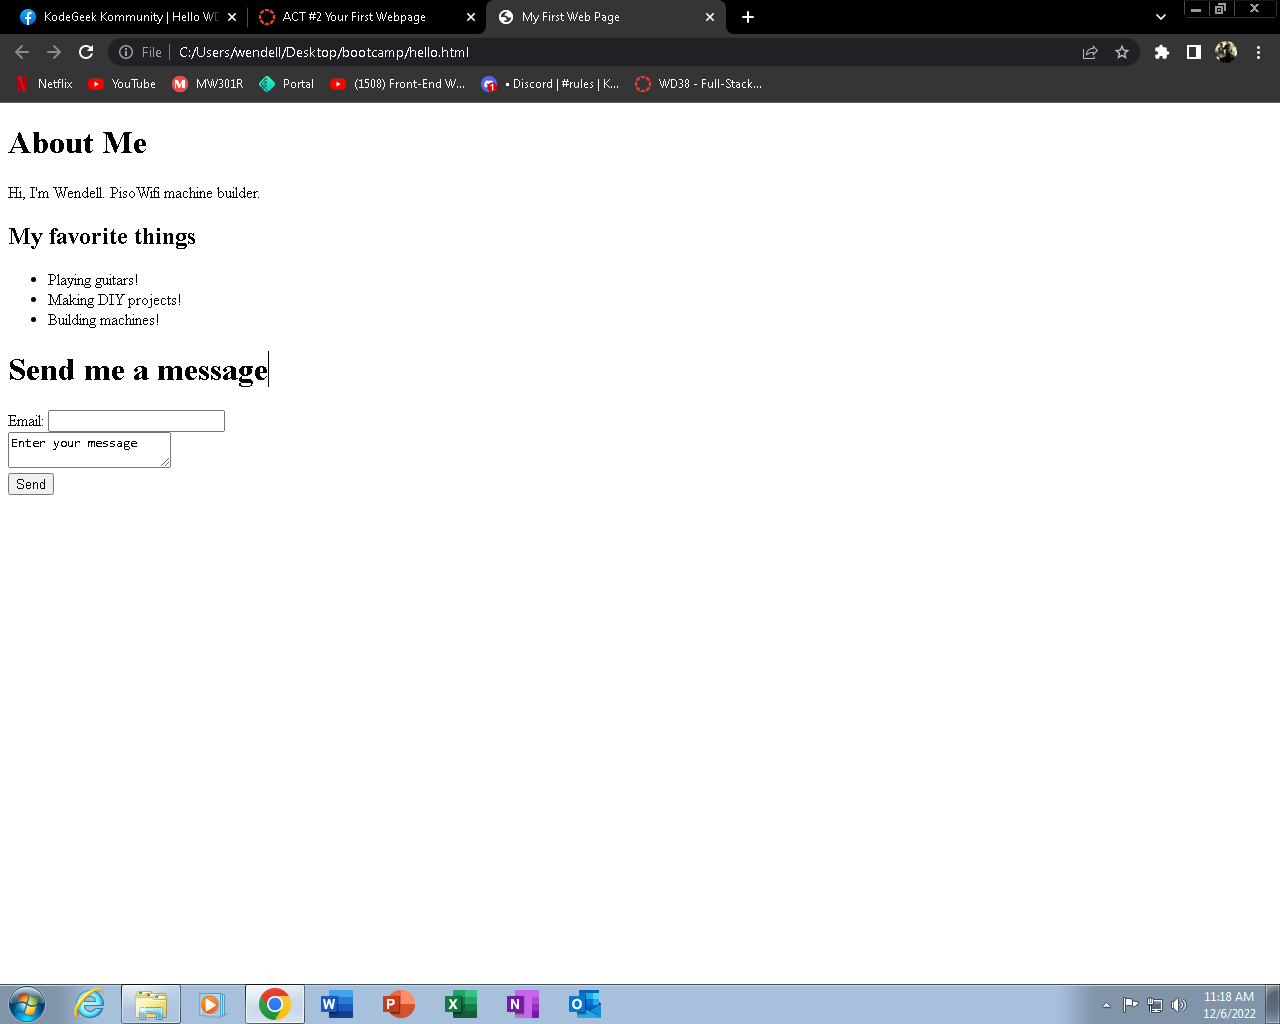 KodeGeek Kommunity | Hello WD
ACT #2 Your First Webpage
My First Web Page
File
C:/Users/wendell/Desktop/bootcamp/hello.html
Netflix
YouTube
MW301R
Portal
(1508) Front-End W...
• Discord | #rules | K...
WD38 - Full-Stack...
About Me
Hi, I'm Wendell. PisoWifi machine builder.
My favorite things
• Playing guitars!
• Making DIY projects!
• Building machines!
Send me a message
Email:
Enter your message
Send
11:18 AM
12/6/2022